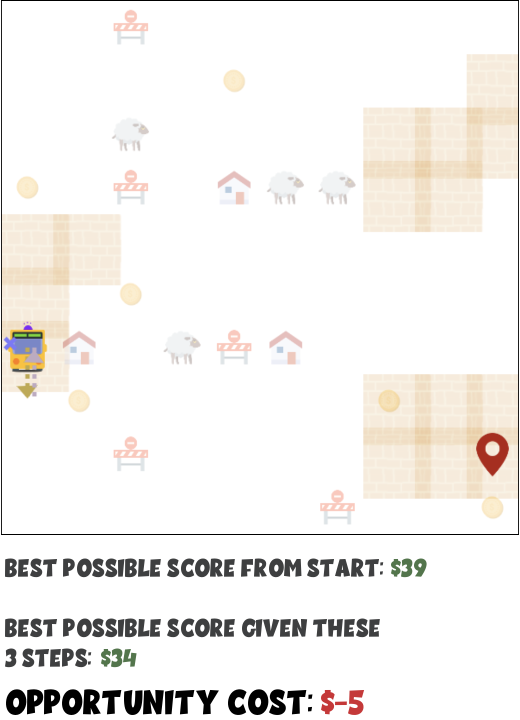 BEST POSSIBLE SCORE FROM START: $39
BEST POSSIBLE SCORE GIVEN THESE
3 STEPS: $34
OPPORTUNITY COST: $-5